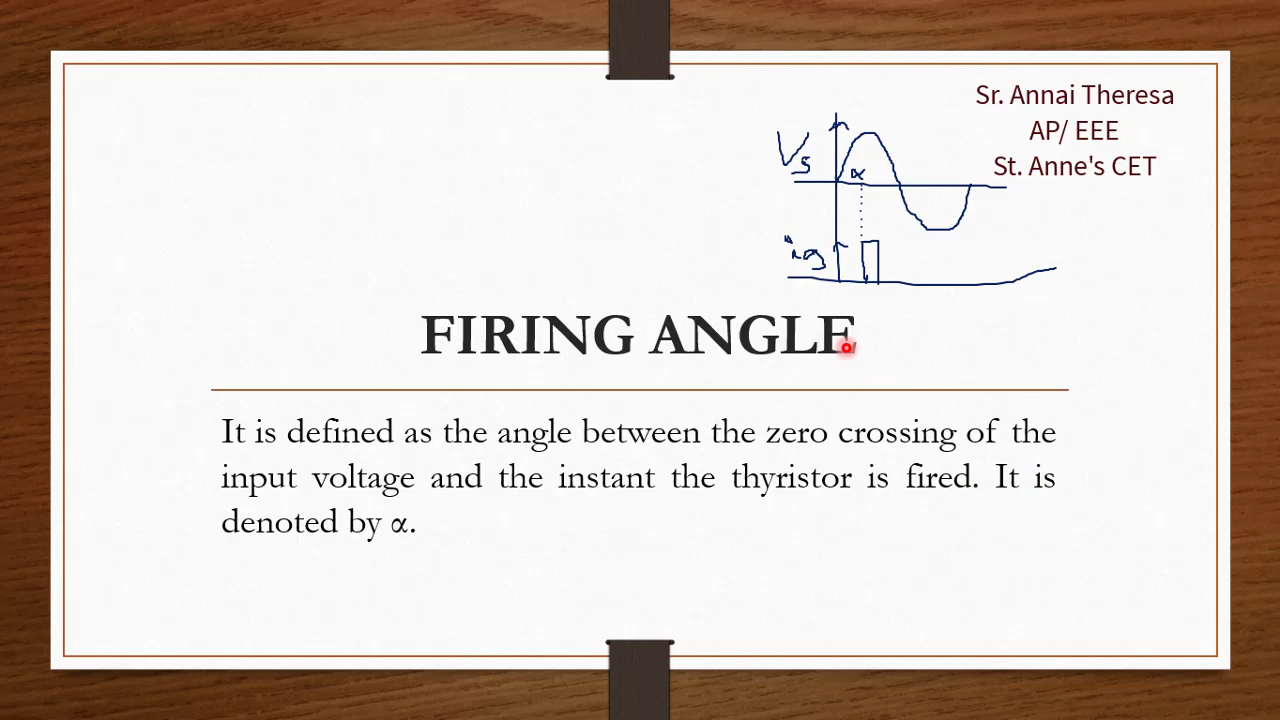 Sr. Annai Theresa
AP/ EEE
St. Anne's CET
Vs
α
ig
FIRING ANGLE
It is defined as the angle between the zero crossing of the
input voltage and the instant the thyristor is fired. It is
denoted by α.